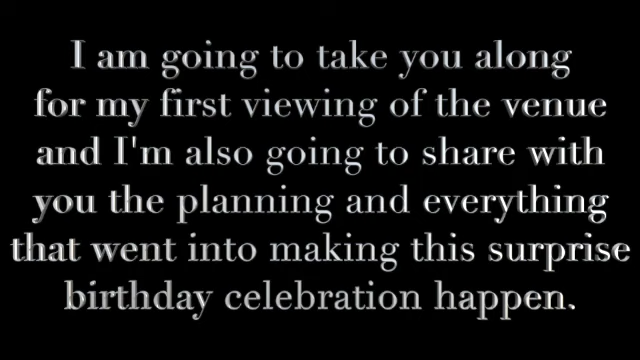 I am going to take you along
for my first viewing of the venue
and I'm also going to share with
you the planning and everything
that went into making this surprise
birthday celebration happen.